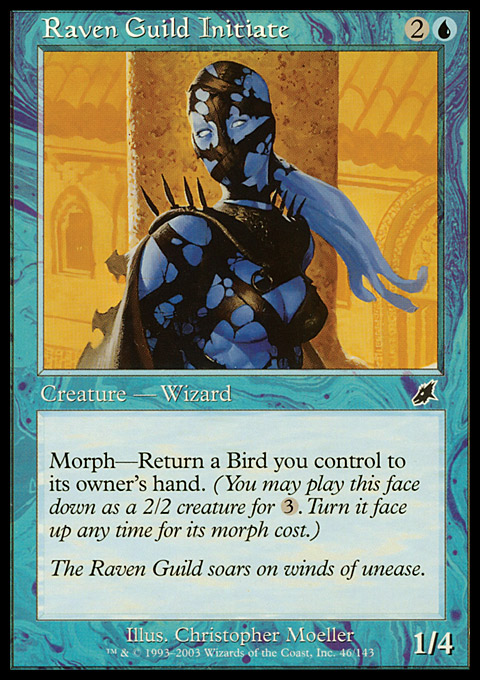 Raven Guild Initiate 2
Creature — Wizard
Morph—Return a Bird you control to
its owner's hand. (You may play this face
down as a 2/2 creature for 3. Turn it face
up any time for its morph cost.)
The Raven Guild soars on winds of unease.
Illus. Christopher Moeller
™ & © 1993–2003 Wizards of the Coast, Inc. 46/143
1/4